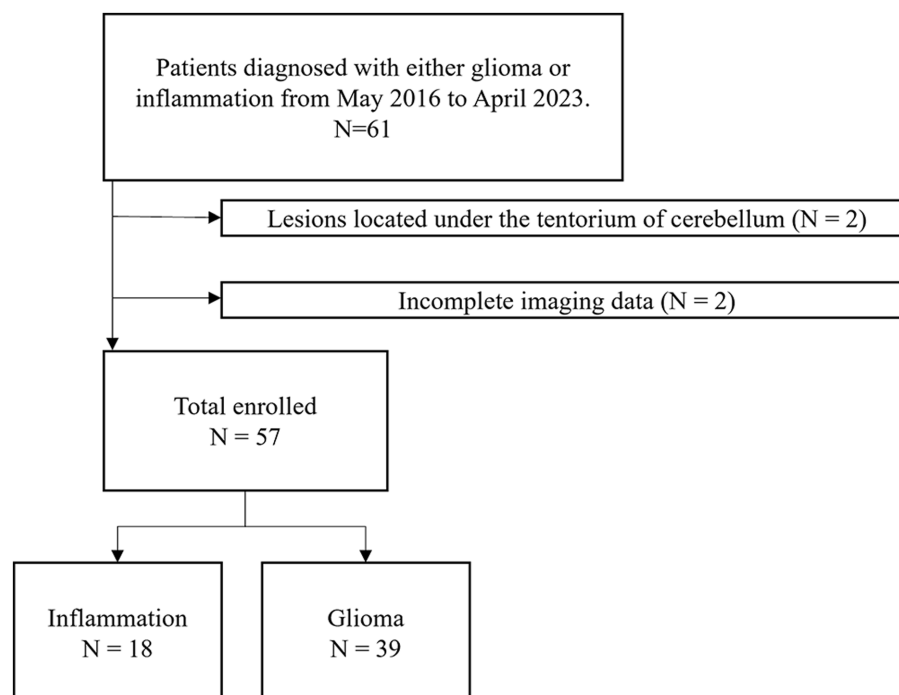 Patients diagnosed with either glioma or
inflammation from May 2016 to April 2023.
N=61
Lesions located under the tentorium of cerebellum (N = 2)
Incomplete imaging data (N = 2)
Total enrolled
N = 57
Inflammation
N = 18
Glioma
N = 39